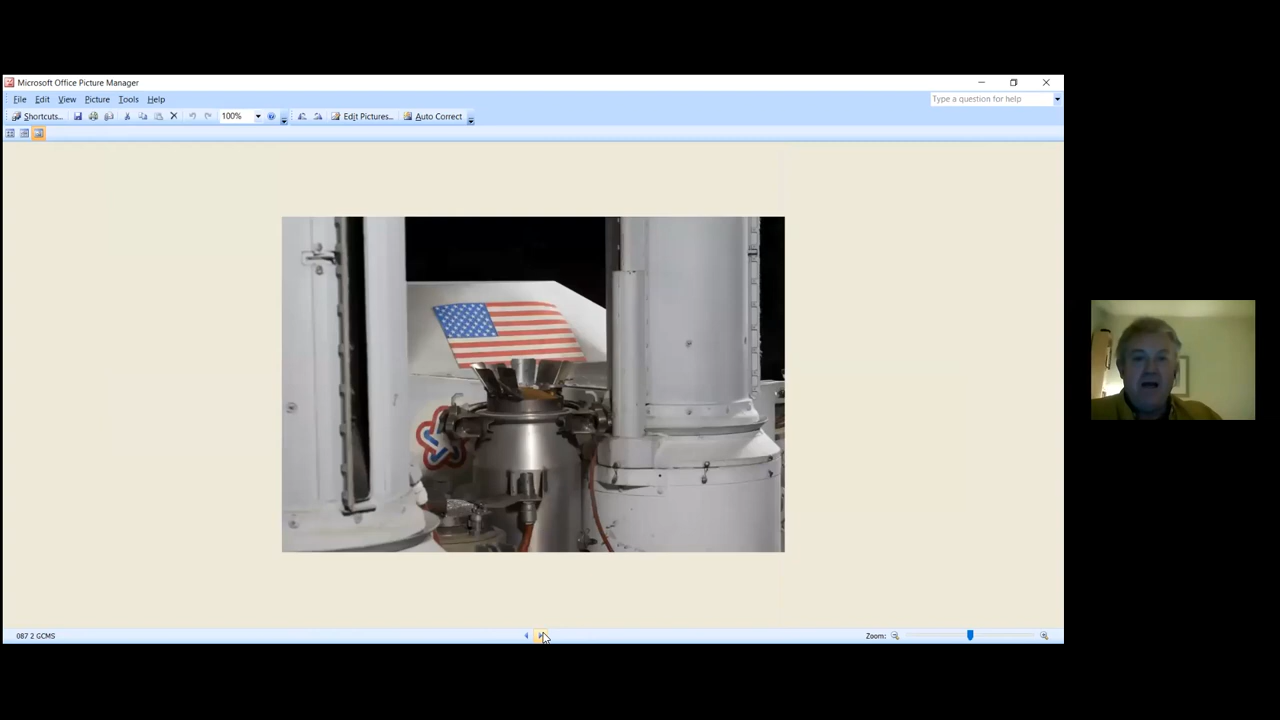 Microsoft Office Picture Manager
File Edit View Picture Tools Help
Type a question for help
Shortcuts... 100% Edit Pictures... Auto Correct
087 2 GCMS
Zoom: